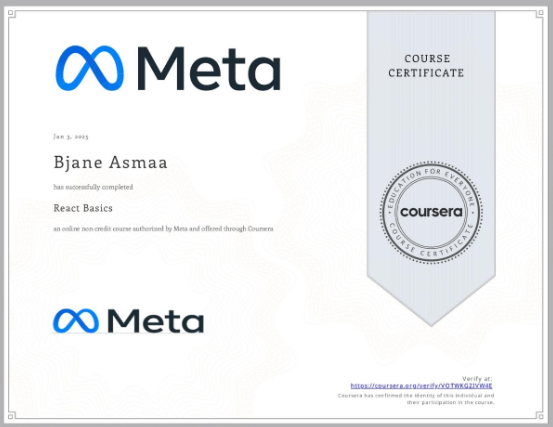 Meta
COURSE
CERTIFICATE
Jan 3, 2025
Bjane Asmaa
has successfully completed
React Basics
an online non-credit course authorized by Meta and offered through Coursera
EDUCATION FOR EVERYONE
coursera
COURSE CERTIFICATE
Meta
Verify at:
https://coursera.org/verify/VOTWKG2IVW4E
Coursera has confirmed the identity of this individual and
their participation in the course.